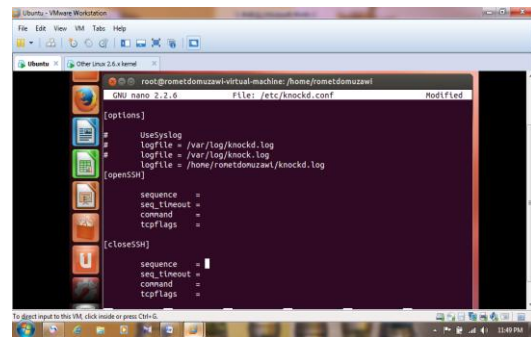 Ubuntu - VMware Workstation
File Edit View VM Tabs Help
Ubuntu × Other Linux 2.6.x kernel ×
root@rometdomuzawi-virtual-machine: /home/rometdomuzawi
GNU nano 2.2.6 File: /etc/knockd.conf Modified
[options]
# UseSyslog
# logfile = /var/log/knockd.log
# logfile = /var/log/knock.log
# logfile = /home/rometdomuzawi/knockd.log
[openSSH]
sequence =
seq_timeout =
command =
tcpflags =
[closeSSH]
sequence =
seq_timeout =
command =
tcpflags =
To direct input to this VM, click inside or press Ctrl+G.
11:49 PM